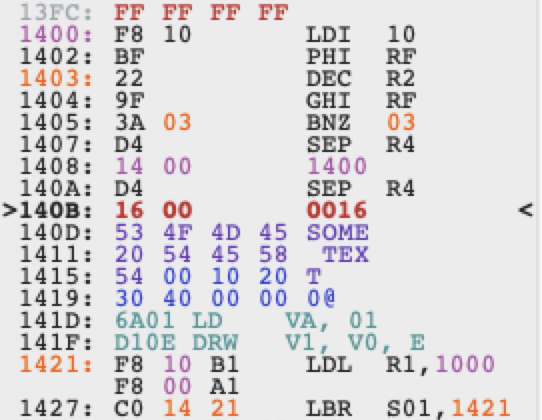 13FC: FF FF FF FF
1400: F8 10 LDI 10
1402: BF PHI RF
1403: 22 DEC R2
1404: 9F GHI RF
1405: 3A 03 BNZ 03
1407: D4 SEP R4
1408: 14 00 1400
140A: D4 SEP R4
>140B: 16 00 0016 <
140D: 53 4F 4D 45 SOME
1411: 20 54 45 58 TEX
1415: 54 00 10 20 T
1419: 30 40 00 00 0@
141D: 6A01 LD VA, 01
141F: D10E DRW V1, V0, E
1421: F8 10 B1 LDL R1,1000
F8 00 A1
1427: C0 14 21 LBR S01,1421